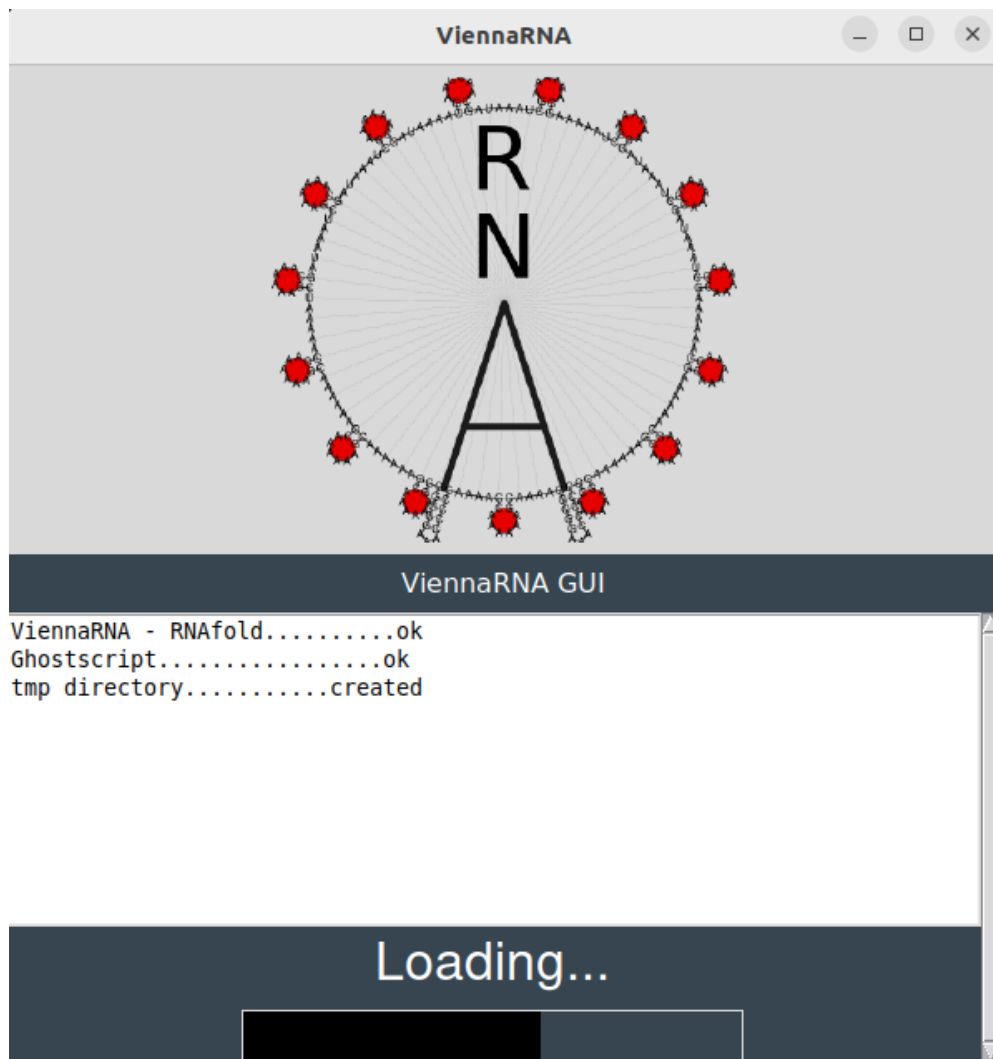 ViennaRNA
R
N
A
ViennaRNA GUI
ViennaRNA - RNAfold..........ok
Ghostscript.................ok
tmp directory...........created
Loading...